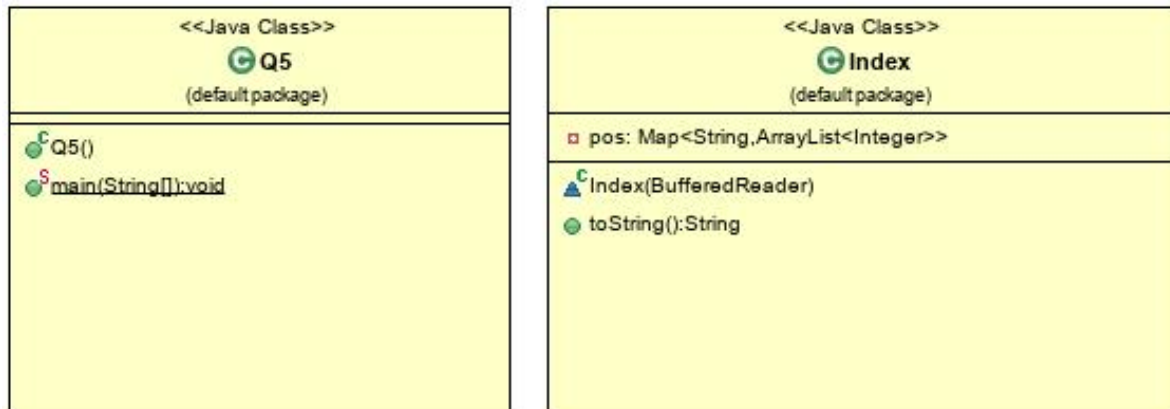 <<Java Class>>
C Q5
(default package)
C Q5()
S main(String[]):void
<<Java Class>>
C Index
(default package)
pos: Map<String,ArrayList<Integer>>
C Index(BufferedReader)
toString():String